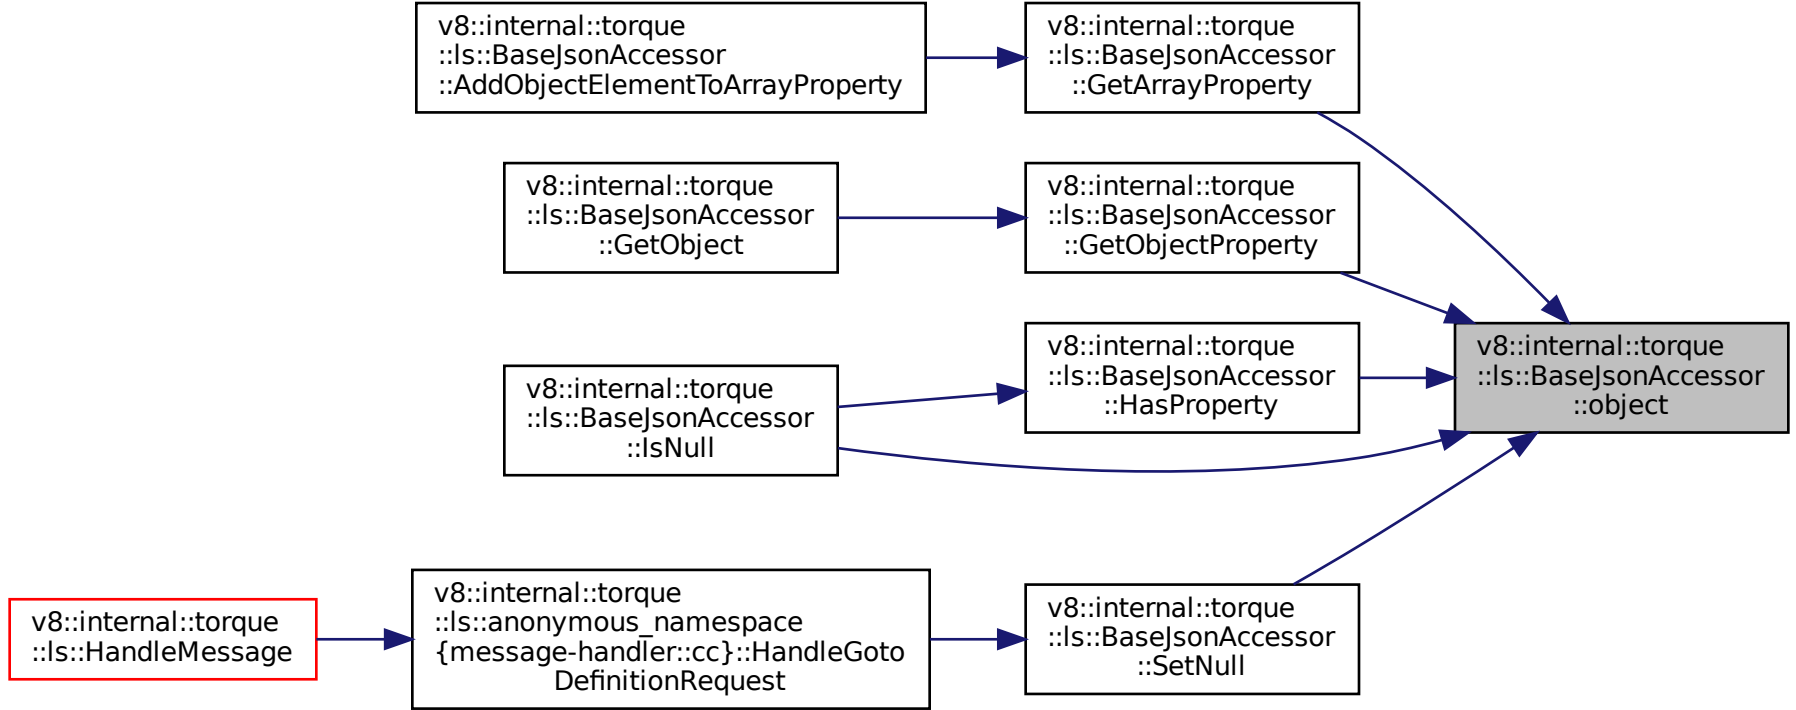 v8::internal::torque
::ls::BaseJsonAccessor
::AddObjectElementToArrayProperty
v8::internal::torque
::ls::BaseJsonAccessor
::GetArrayProperty
v8::internal::torque
::ls::BaseJsonAccessor
::GetObject
v8::internal::torque
::ls::BaseJsonAccessor
::GetObjectProperty
v8::internal::torque
::ls::BaseJsonAccessor
::IsNull
v8::internal::torque
::ls::BaseJsonAccessor
::HasProperty
v8::internal::torque
::ls::BaseJsonAccessor
::object
v8::internal::torque
::ls::HandleMessage
v8::internal::torque
::ls::anonymous_namespace
{message-handler::cc}::HandleGoto
DefinitionRequest
v8::internal::torque
::ls::BaseJsonAccessor
::SetNull